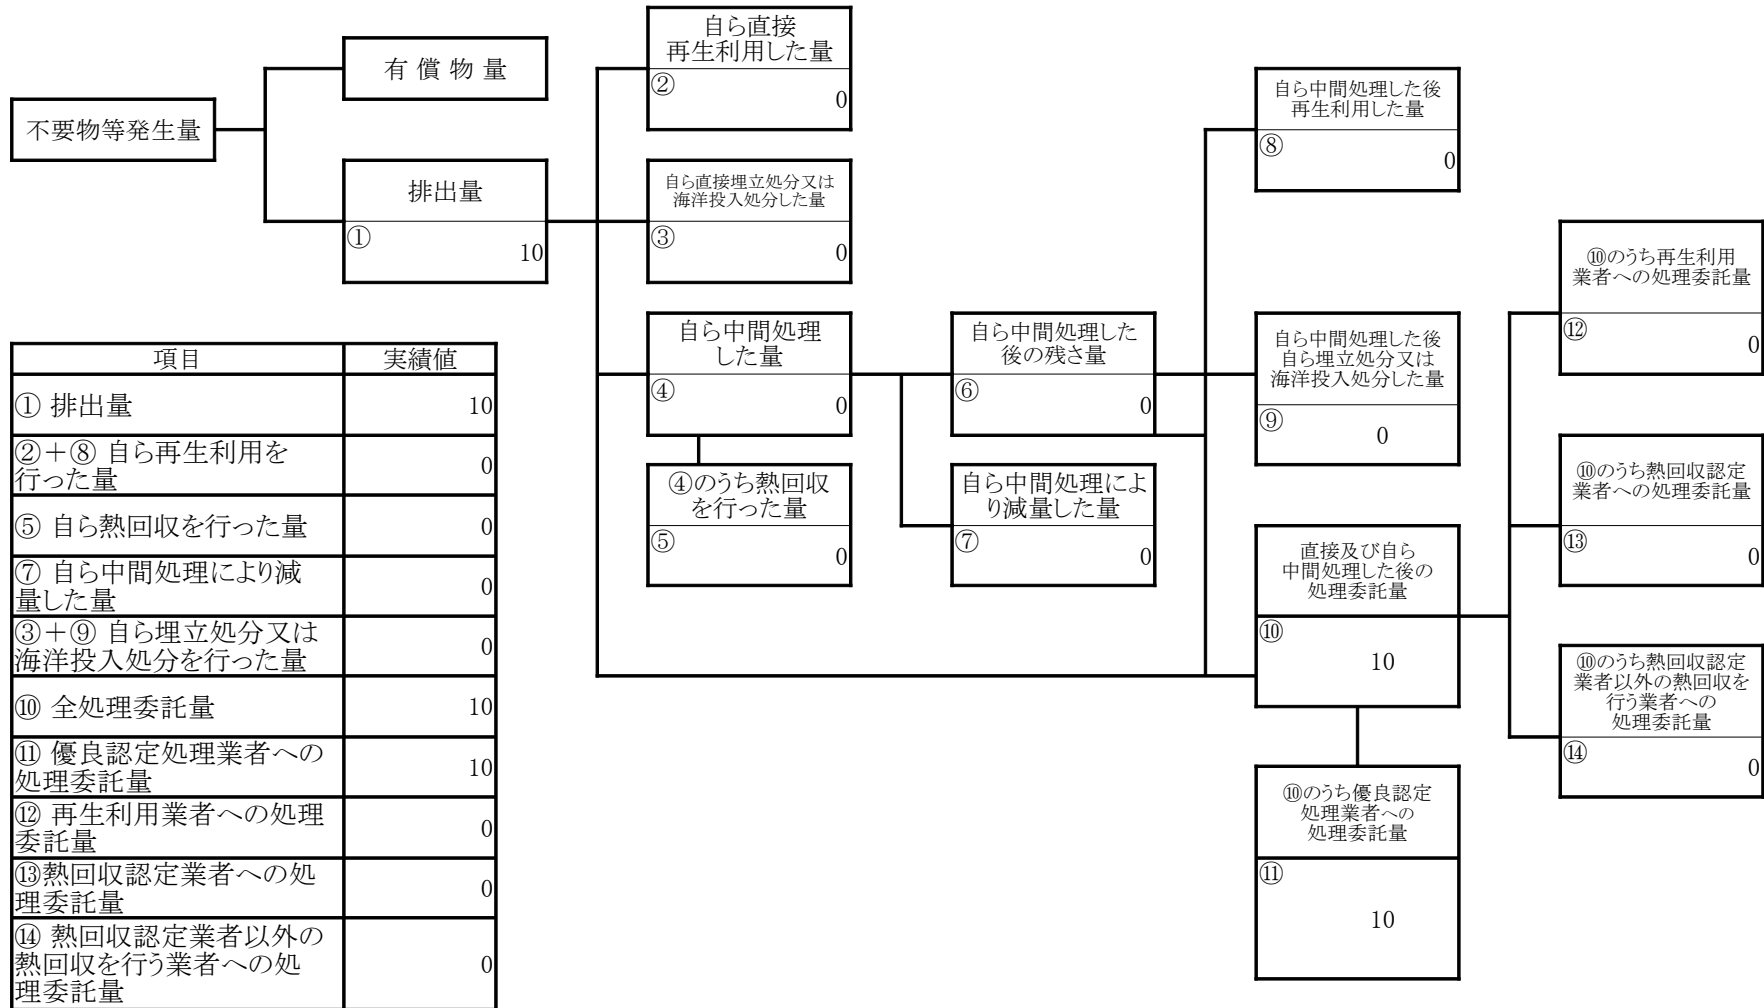 不要物等発生量
有 償 物 量
排出量
①
10
自ら直接
再生利用した量
②
0
自ら直接埋立処分又は
海洋投入処分した量
③
0
自ら中間処理
した量
④
0
④のうち熱回収
を行った量
⑤
0
自ら中間処理した
後の残さ量
⑥
0
自ら中間処理によ
り減量した量
⑦
0
自ら中間処理した後
再生利用した量
⑧
0
自ら中間処理した後
自ら埋立処分又は
海洋投入処分した量
⑨
0
直接及び自ら
中間処理した後の
処理委託量
⑩
10
⑩のうち優良認定
処理業者への
処理委託量
⑪
10
⑩のうち再生利用
業者への処理委託量
⑫
0
⑩のうち熱回収認定
業者への処理委託量
⑬
0
⑩のうち熱回収認定
業者以外の熱回収を
行う業者への
処理委託量
⑭
0
項目 実績値
① 排出量 10
②＋⑧ 自ら再生利用を
行った量 0
⑤ 自ら熱回収を行った量 0
⑦ 自ら中間処理により減
量した量 0
③＋⑨ 自ら埋立処分又は
海洋投入処分を行った量 0
⑩ 全処理委託量 10
⑪ 優良認定処理業者への
処理委託量 10
⑫ 再生利用業者への処理
委託量 0
⑬熱回収認定業者への処
理委託量 0
⑭ 熱回収認定業者以外の
熱回収を行う業者への処
理委託量 0